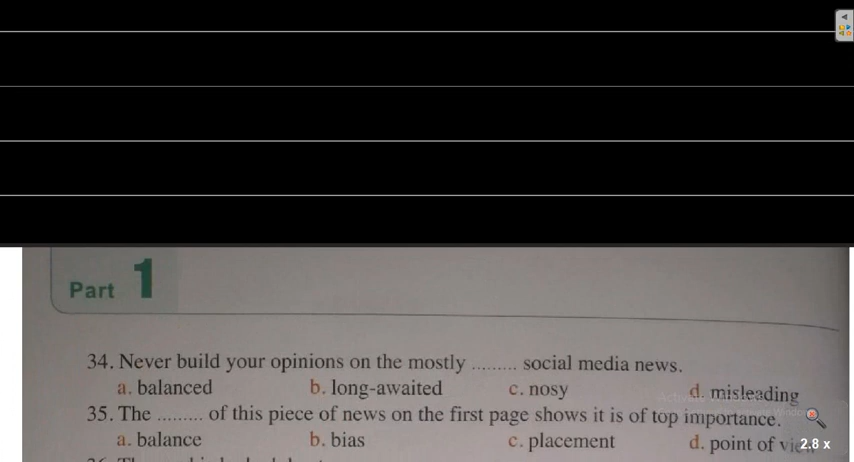 Part 1
34. Never build your opinions on the mostly ......... social media news.
a. balanced b. long-awaited c. nosy d. misleading
35. The ......... of this piece of news on the first page shows it is of top importance.
a. balance b. bias c. placement d. point of view
2.8 x